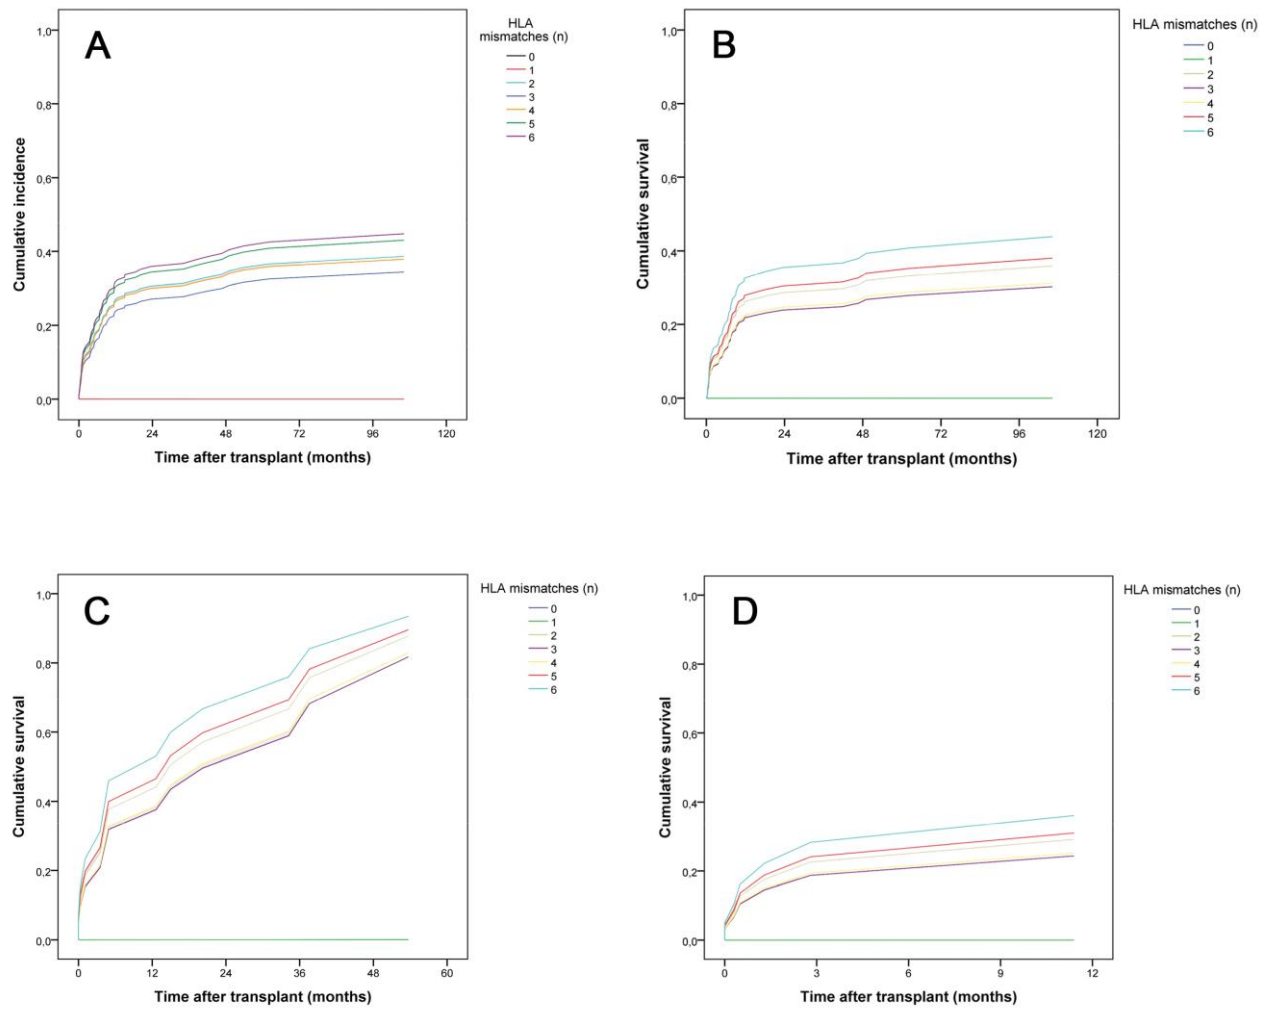 A
Cumulative incidence
1,0
0,8
0,6
0,4
0,2
0,0
0 24 48 72 96 120
Time after transplant (months)
HLA
mismatches (n)
0
1
2
3
4
5
6
B
Cumulative survival
1,0
0,8
0,6
0,4
0,2
0,0
0 24 48 72 96 120
Time after transplant (months)
HLA mismatches (n)
0
1
2
3
4
5
6
C
Cumulative survival
1,0
0,8
0,6
0,4
0,2
0,0
0 12 24 36 48 60
Time after transplant (months)
HLA mismatches (n)
0
1
2
3
4
5
6
D
Cumulative survival
1,0
0,8
0,6
0,4
0,2
0,0
0 3 6 9 12
Time after transplant (months)
HLA mismatches (n)
0
1
2
3
4
5
6